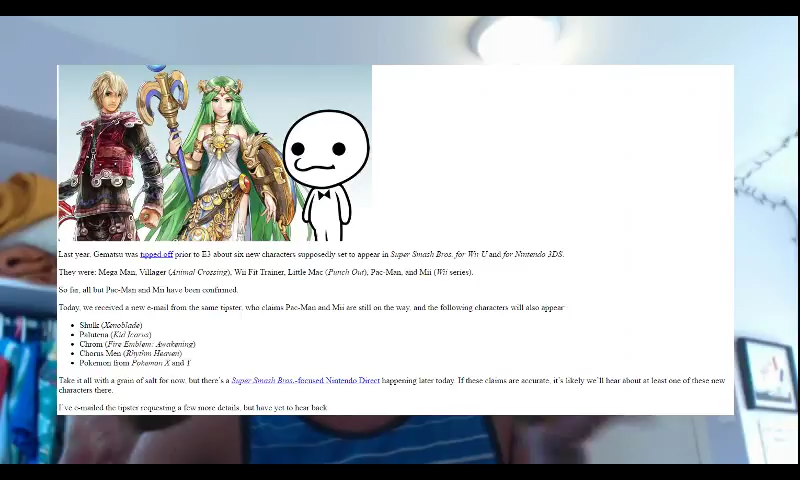 Last year, Gematsu was tipped off prior to E3 about six new characters supposedly set to appear in Super Smash Bros. for Wii U and for Nintendo 3DS.
They were: Mega Man, Villager (Animal Crossing), Wii Fit Trainer, Little Mac (Punch Out), Pac-Man, and Mii (Wii series).
So far, all but Pac-Man and Mii have been confirmed.
Today, we received a new e-mail from the same tipster, who claims Pac-Man and Mii are still on the way, and the following characters will also appear
• Shulk (Xenoblade)
• Palutena (Kid Icarus)
• Chrom (Fire Emblem: Awakening)
• Chorus Men (Rhythm Heaven)
• Pokemon from Pokemon X and Y
Take it all with a grain of salt for now, but there's a Super Smash Bros.-focused Nintendo Direct happening later today. If these claims are accurate, it's likely we'll hear about at least one of these new
characters there.
I've e-mailed the tipster requesting a few more details, but have yet to hear back